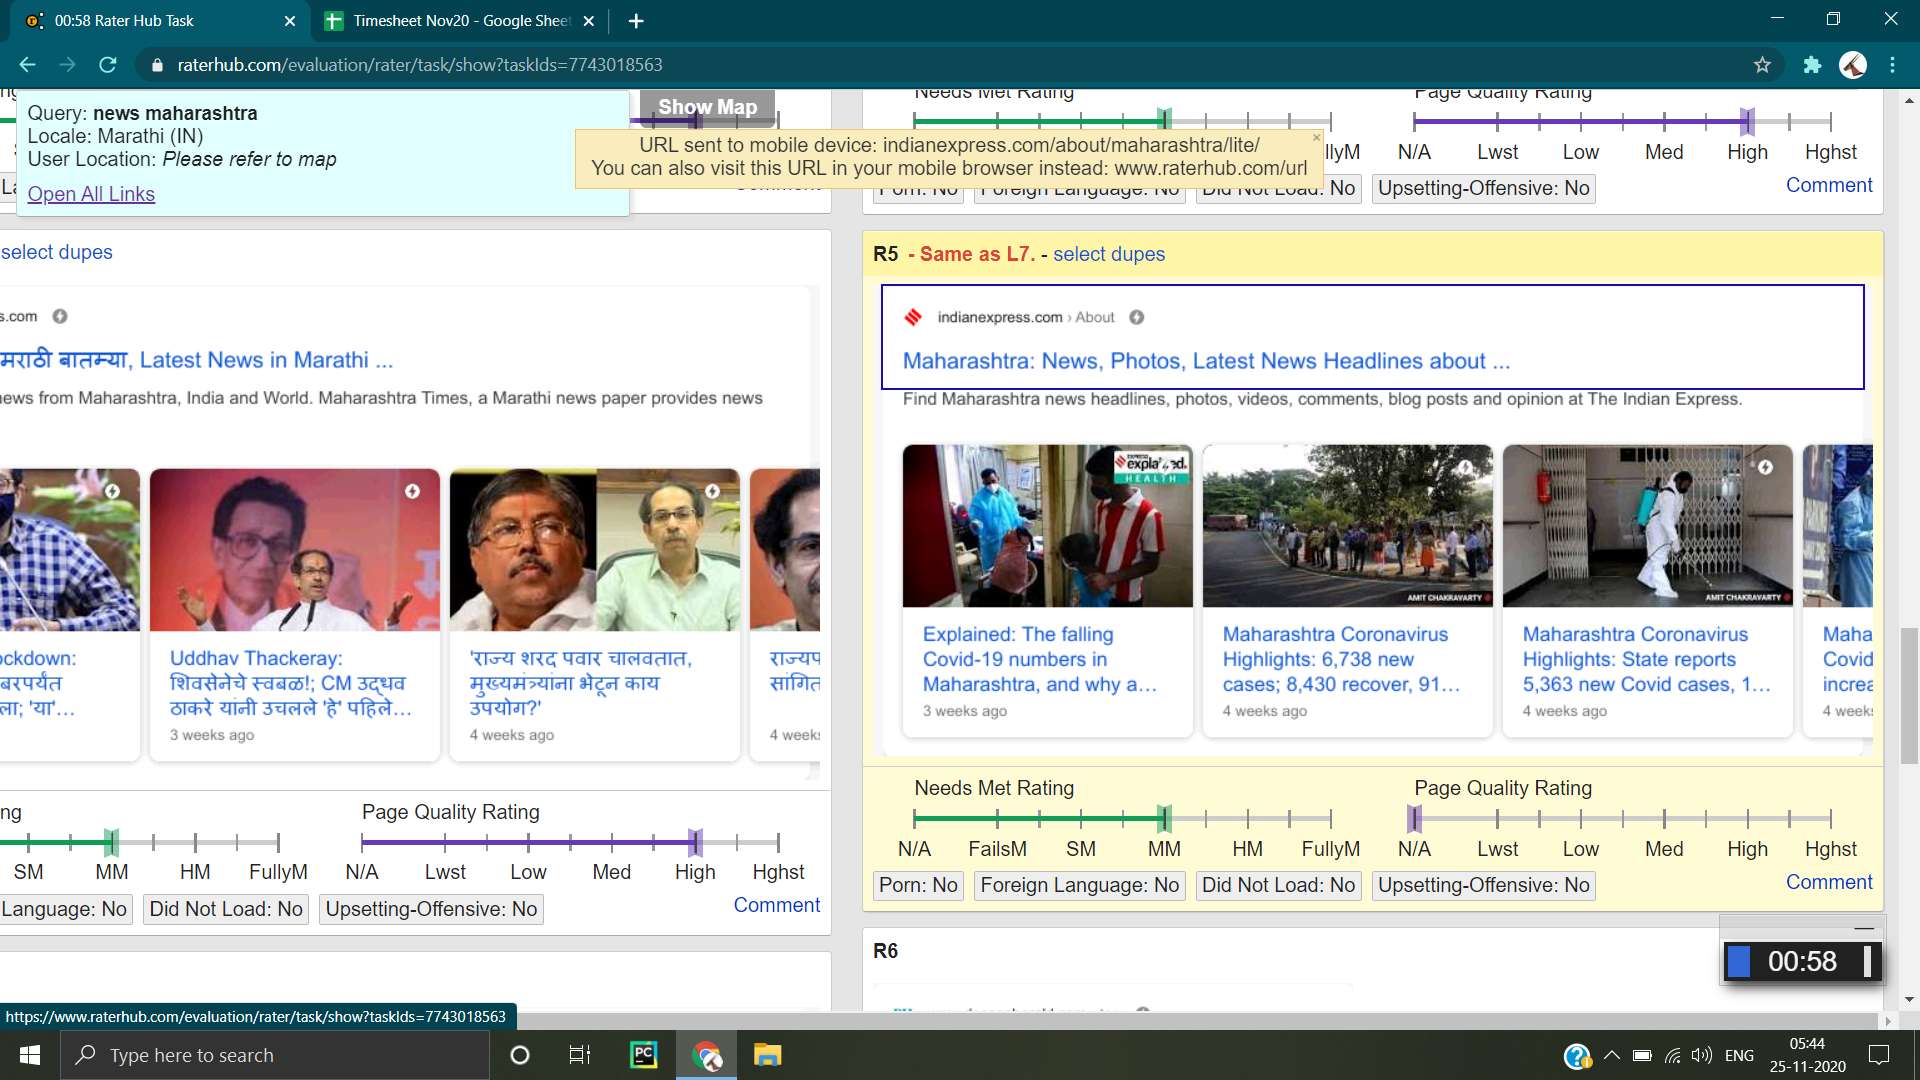 00:58 Rater Hub Task
Timesheet Nov20 - Google Sheet
raterhub.com/evaluation/rater/task/show?taskIds=7743018563
Query: news maharashtra
Locale: Marathi (IN)
User Location: Please refer to map
Open All Links
Show Map
URL sent to mobile device: indianexpress.com/about/maharashtra/lite/
You can also visit this URL in your mobile browser instead: www.raterhub.com/url
Needs Met Rating
Page Quality Rating
llyM
N/A Lwst Low Med High Hghst
Porn: No Foreign Language: No Did Not Load: No Upsetting-Offensive: No
Comment
select dupes
s.com
मराठी बातम्या, Latest News in Marathi ...
news from Maharashtra, India and World. Maharashtra Times, a Marathi news paper provides news
ockdown:
बरपर्यंत
ला; 'या'...
Uddhav Thackeray:
शिवसेनेचे स्वबळ!; CM उद्धव
ठाकरे यांनी उचलले 'हे' पहिले...
3 weeks ago
'राज्य शरद पवार चालवतात,
मुख्यमंत्र्यांना भेटून काय
उपयोग?'
4 weeks ago
राज्यप
सांगित
4 weeks
ng
Page Quality Rating
SM MM HM FullyM
N/A Lwst Low Med High Hghst
Language: No Did Not Load: No Upsetting-Offensive: No
Comment
R5 - Same as L7. - select dupes
indianexpress.com › About
Maharashtra: News, Photos, Latest News Headlines about ...
Find Maharashtra news headlines, photos, videos, comments, blog posts and opinion at The Indian Express.
EXPRESS
explained.
HEALTH
AMIT CHAKRAVARTY
AMIT CHAKRAVARTY
Explained: The falling
Covid-19 numbers in
Maharashtra, and why a...
3 weeks ago
Maharashtra Coronavirus
Highlights: 6,738 new
cases; 8,430 recover, 91...
4 weeks ago
Maharashtra Coronavirus
Highlights: State reports
5,363 new Covid cases, 1...
4 weeks ago
Maha
Covid
increa
4 weeks
Needs Met Rating
Page Quality Rating
N/A FailsM SM MM HM FullyM
N/A Lwst Low Med High Hghst
Porn: No Foreign Language: No Did Not Load: No Upsetting-Offensive: No
Comment
R6
00:58
https://www.raterhub.com/evaluation/rater/task/show?taskIds=7743018563
Type here to search
PC
ENG
05:44
25-11-2020